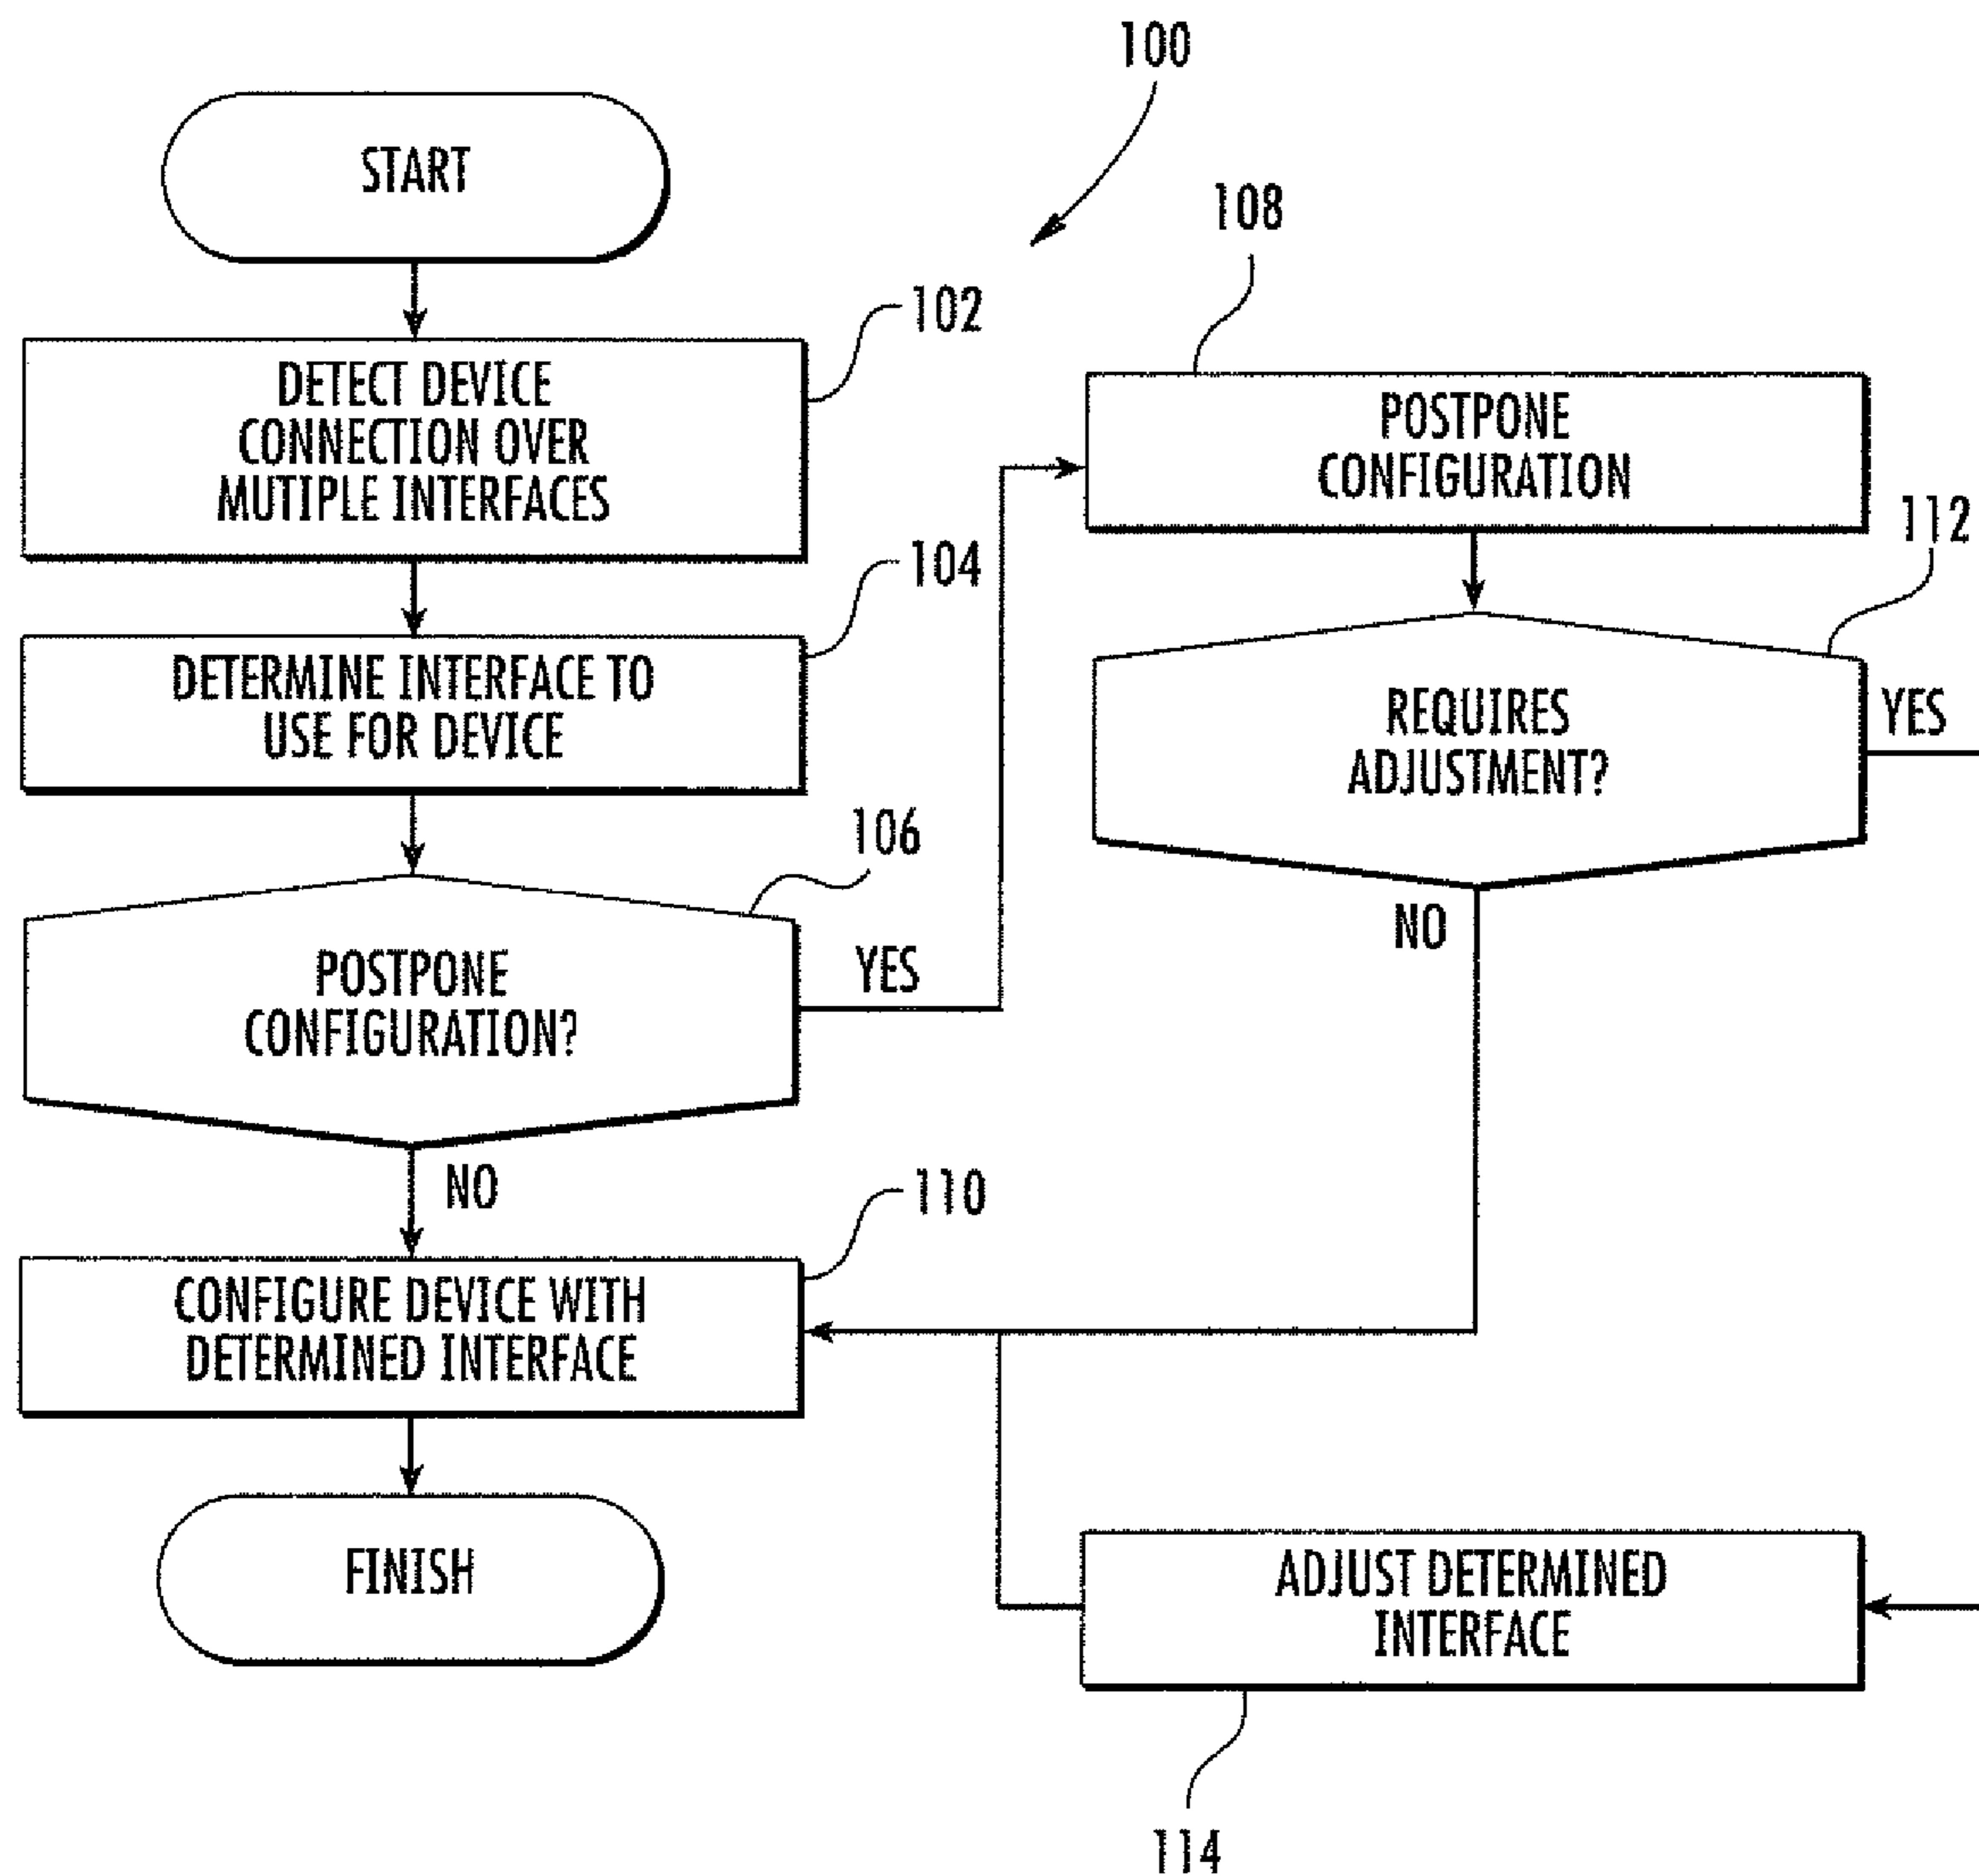 100
START
102
DETECT DEVICE
CONNECTION OVER
MUTIPLE INTERFACES
104
DETERMINE INTERFACE TO
USE FOR DEVICE
106
POSTPONE
CONFIGURATION?
YES
NO
108
POSTPONE
CONFIGURATION
112
REQUIRES
ADJUSTMENT?
YES
NO
110
CONFIGURE DEVICE WITH
DETERMINED INTERFACE
FINISH
ADJUST DETERMINED
INTERFACE
114